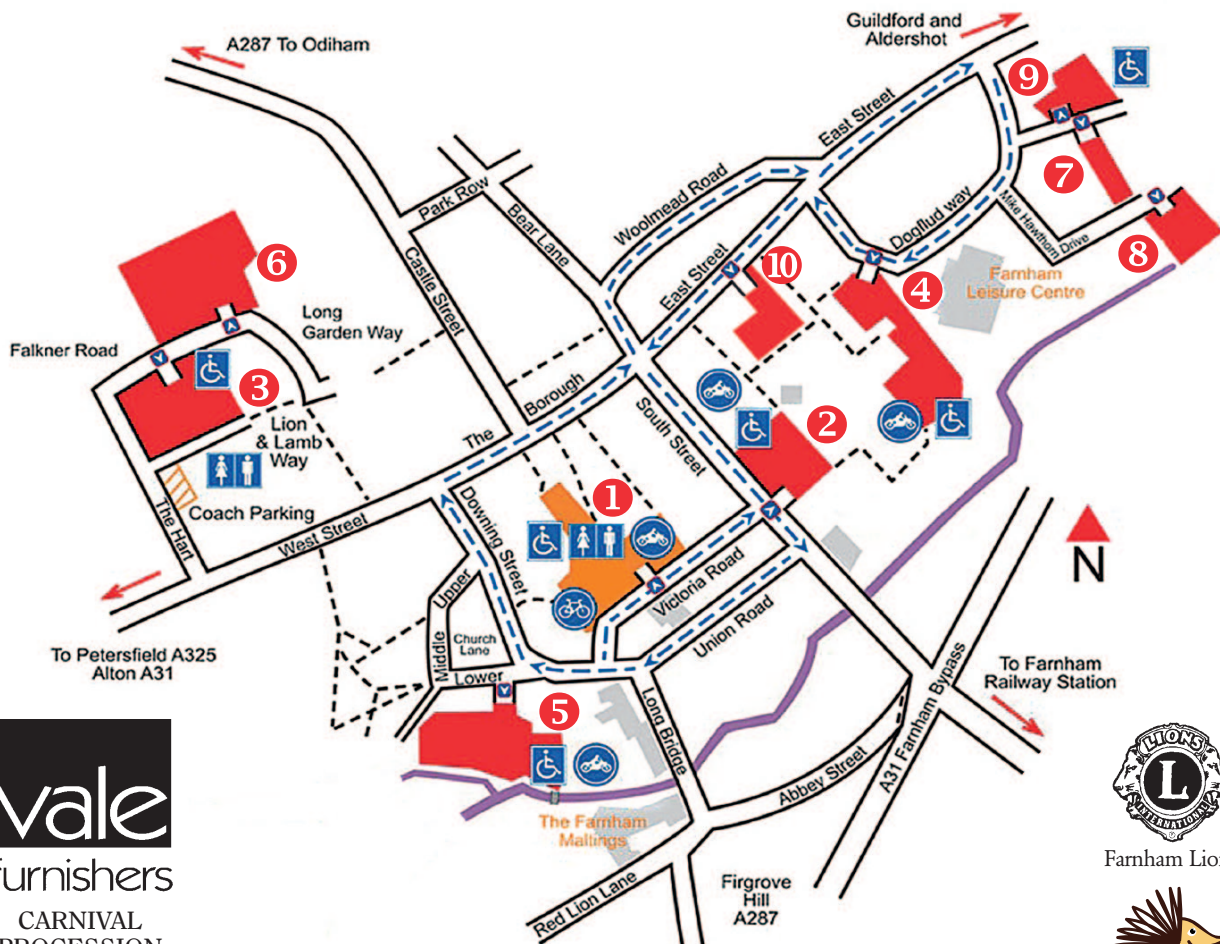 A287 To Odiham
Guildford and
Aldershot
9
East Street
7
Park Row
Woolmead Road
Bear Lane
Dogflud way
Mike Hawthorn
Drive
8
6
Castle Street
East Street
10
4
Farnham
Leisure Centre
Long
Garden Way
Falkner Road
3
The
Borough
South Street
2
Lion
& Lamb
Way
Coach Parking
The Hart
West Street
Downing Street
1
N
Victoria Road
Union Road
Upper
Middle
Church
Lane
Lower
To Petersfield A325
Alton A31
To Farnham
Railway Station
A31 Farnham Bypass
5
Long Bridge
Abbey Street
The Farnham
Maltings
Red Lion Lane
Firgrove
Hill
A287
vale
furnishers
CARNIVAL
PROCESSION
LIONS
L
INTERNATIONAL
Farnham Lion